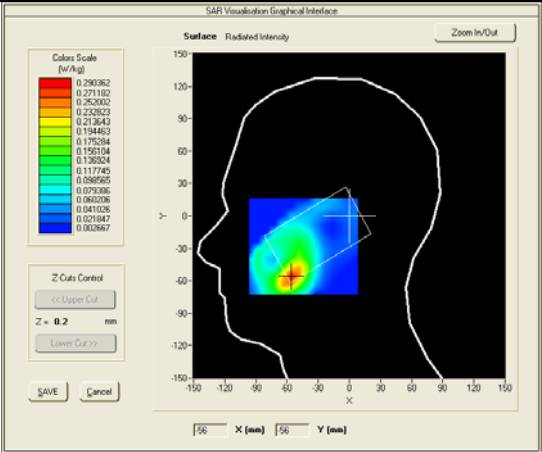 SAR Visualisation Graphical Interface
Surface Radiated Intensity
Zoom In/Out
Colors Scale
(W/kg)
0.290362
0.271182
0.252002
0.232823
0.213643
0.194463
0.175284
0.156104
0.136924
0.117745
0.098565
0.079386
0.060206
0.041026
0.021847
0.002667
Z-Cuts Control
<< Upper Cut
Z = 0.2 mm
Lower Cut >>
SAVE Cancel
150
120
90
60
30
0
-30
-60
-90
-120
-150
Y
-150 -120 -90 -60 -30 0 30 60 90 120 150
X
-56 X (mm) -56 Y (mm)